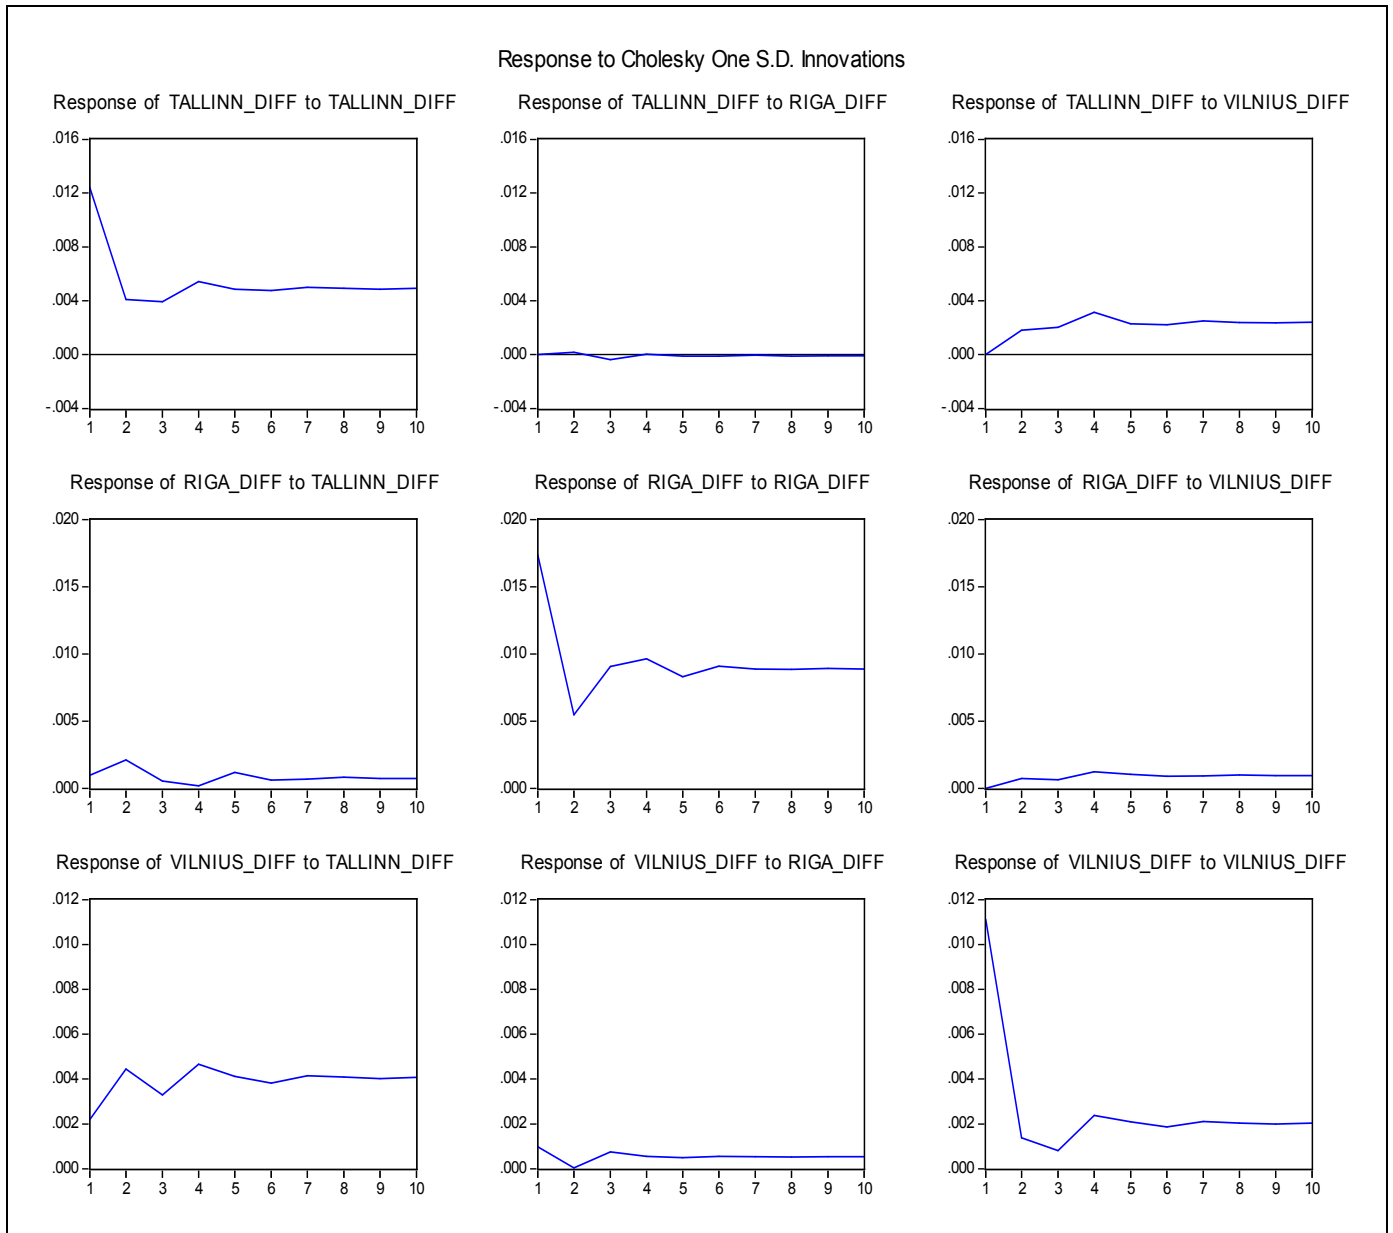 Response to Cholesky One S.D. Innovations
Response of TALLINN_DIFF to TALLINN_DIFF
.016
.012
.008
.004
.000
-.004
1 2 3 4 5 6 7 8 9 10
Response of TALLINN_DIFF to RIGA_DIFF
.016
.012
.008
.004
.000
-.004
1 2 3 4 5 6 7 8 9 10
Response of TALLINN_DIFF to VILNIUS_DIFF
.016
.012
.008
.004
.000
-.004
1 2 3 4 5 6 7 8 9 10
Response of RIGA_DIFF to TALLINN_DIFF
.020
.015
.010
.005
.000
1 2 3 4 5 6 7 8 9 10
Response of RIGA_DIFF to RIGA_DIFF
.020
.015
.010
.005
.000
1 2 3 4 5 6 7 8 9 10
Response of RIGA_DIFF to VILNIUS_DIFF
.020
.015
.010
.005
.000
1 2 3 4 5 6 7 8 9 10
Response of VILNIUS_DIFF to TALLINN_DIFF
.012
.010
.008
.006
.004
.002
.000
1 2 3 4 5 6 7 8 9 10
Response of VILNIUS_DIFF to RIGA_DIFF
.012
.010
.008
.006
.004
.002
.000
1 2 3 4 5 6 7 8 9 10
Response of VILNIUS_DIFF to VILNIUS_DIFF
.012
.010
.008
.006
.004
.002
.000
1 2 3 4 5 6 7 8 9 10